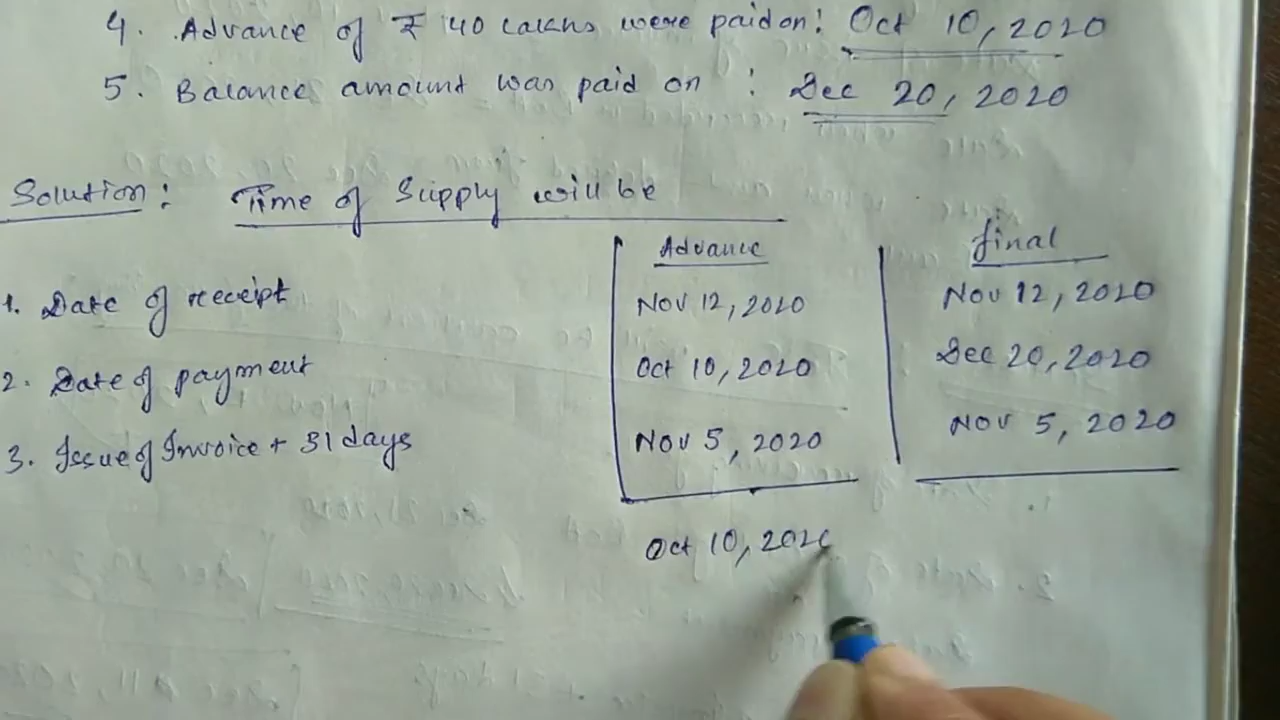 4. Advance of ₹ 40 Lakhs were paid on: Oct 10, 2020
5. Balance amount was paid on : Dec 20, 2020
Solution: Time of Supply will be
Advance
final
1. Date of receipt Nov 12, 2020 Nov 12, 2020
2. Date of payment Oct 10, 2020 Dec 20, 2020
3. Issue of Invoice + 31 days Nov 5, 2020 Nov 5, 2020
Oct 10, 2020